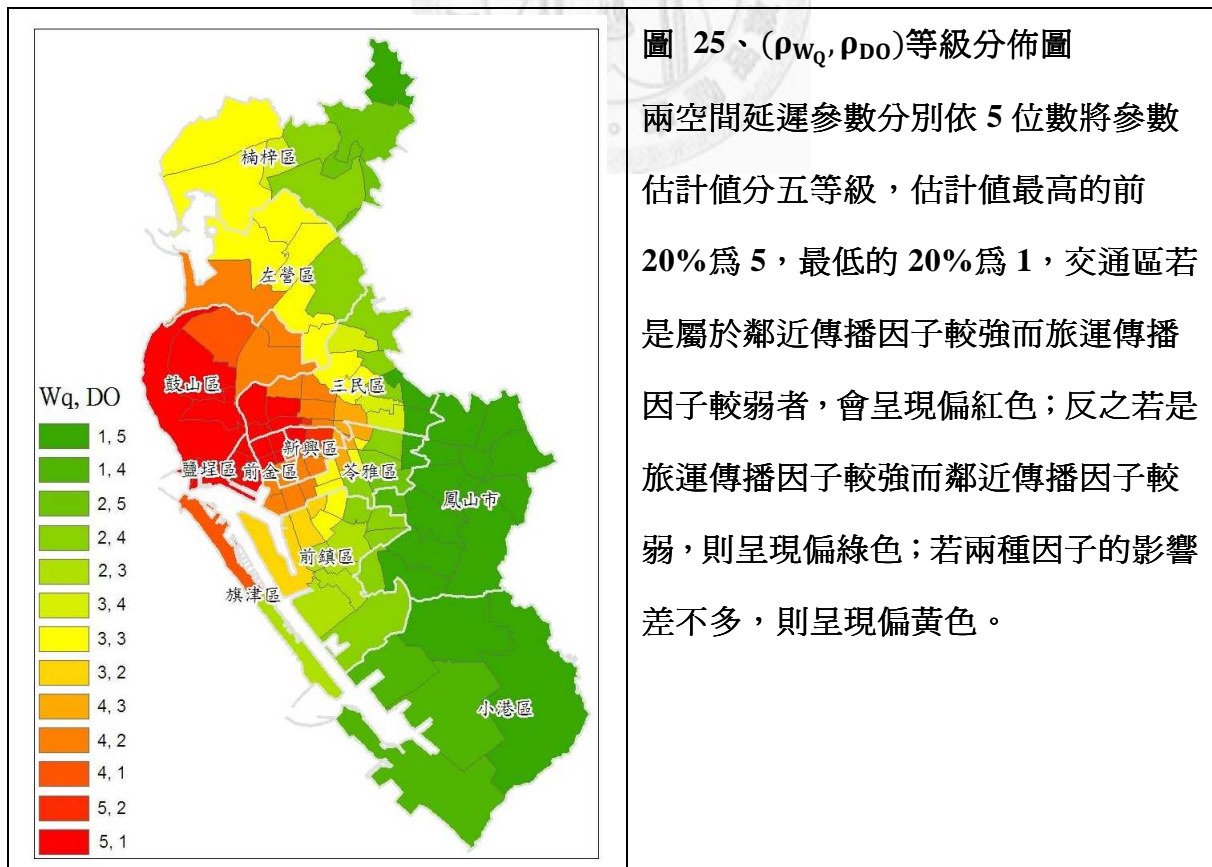 楠梓區
左營區
鼓山區
三民區
鹽埕區
前金區
新興區
苓雅區
鳳山市
前鎮區
旗津區
小港區
Wq, DO
1, 5
1, 4
2, 5
2, 4
2, 3
3, 4
3, 3
3, 2
4, 3
4, 2
4, 1
5, 2
5, 1
圖 25、(ρ_{W_Q}, ρ_{DO})等級分佈圖
兩空間延遲參數分別依 5 位數將參數
估計值分五等級，估計值最高的前
20%為 5，最低的 20%為 1，交通區若
是屬於鄰近傳播因子較強而旅運傳播
因子較弱者，會呈現偏紅色；反之若是
旅運傳播因子較強而鄰近傳播因子較
弱，則呈現偏綠色；若兩種因子的影響
差不多，則呈現偏黃色。